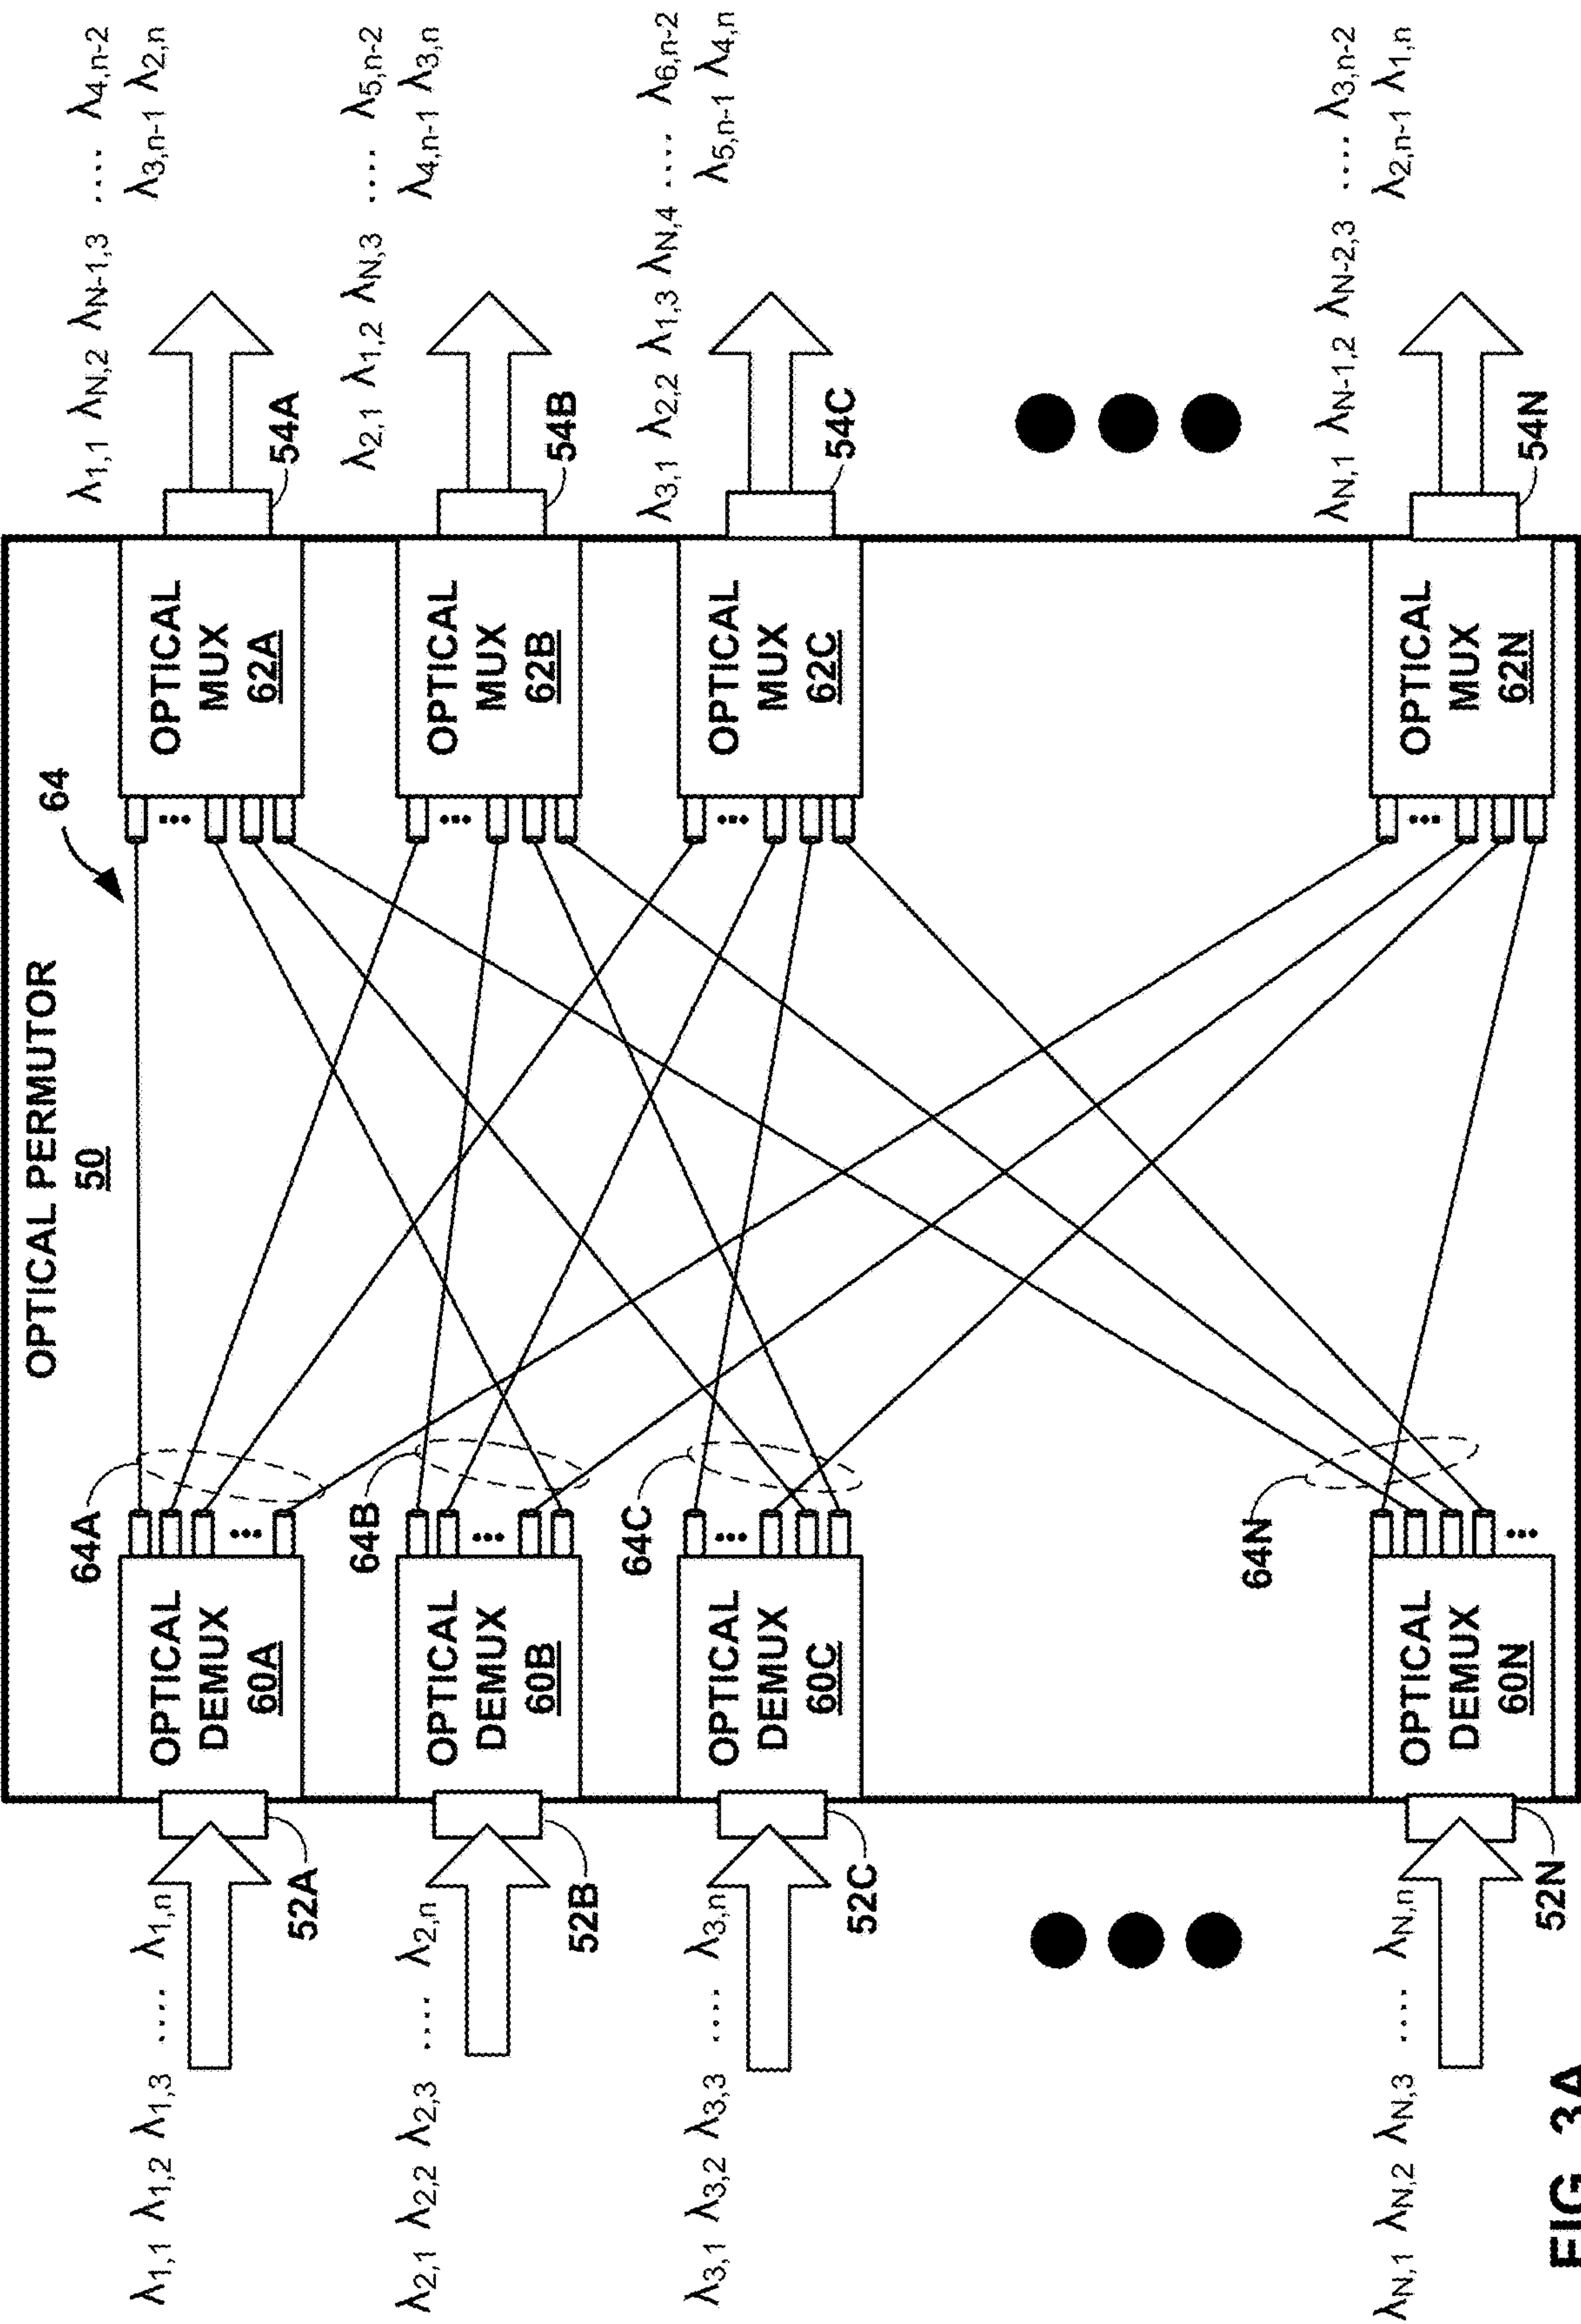 OPTICAL PERMUTOR
50
64
λ1,1 λ1,2 λ1,3 .... λ1,n
52A
OPTICAL
DEMUX
60A
64A
OPTICAL
MUX
62A
54A
λ1,1 λN,2 λN-1,3 .... λ4,n-2
λ3,n-1 λ2,n
λ2,1 λ2,2 λ2,3 .... λ2,n
52B
OPTICAL
DEMUX
60B
64B
OPTICAL
MUX
62B
54B
λ2,1 λ1,2 λN,3 .... λ5,n-2
λ4,n-1 λ3,n
λ3,1 λ3,2 λ3,3 .... λ3,n
52C
OPTICAL
DEMUX
60C
64C
OPTICAL
MUX
62C
54C
λ3,1 λ2,2 λ1,3 λN,4 .... λ6,n-2
λ5,n-1 λ4,n
λN,1 λN,2 λN,3 .... λN,n
52N
OPTICAL
DEMUX
60N
64N
OPTICAL
MUX
62N
54N
λN,1 λN-1,2 λN-2,3 .... λ3,n-2
λ2,n-1 λ1,n
FIG. 3A